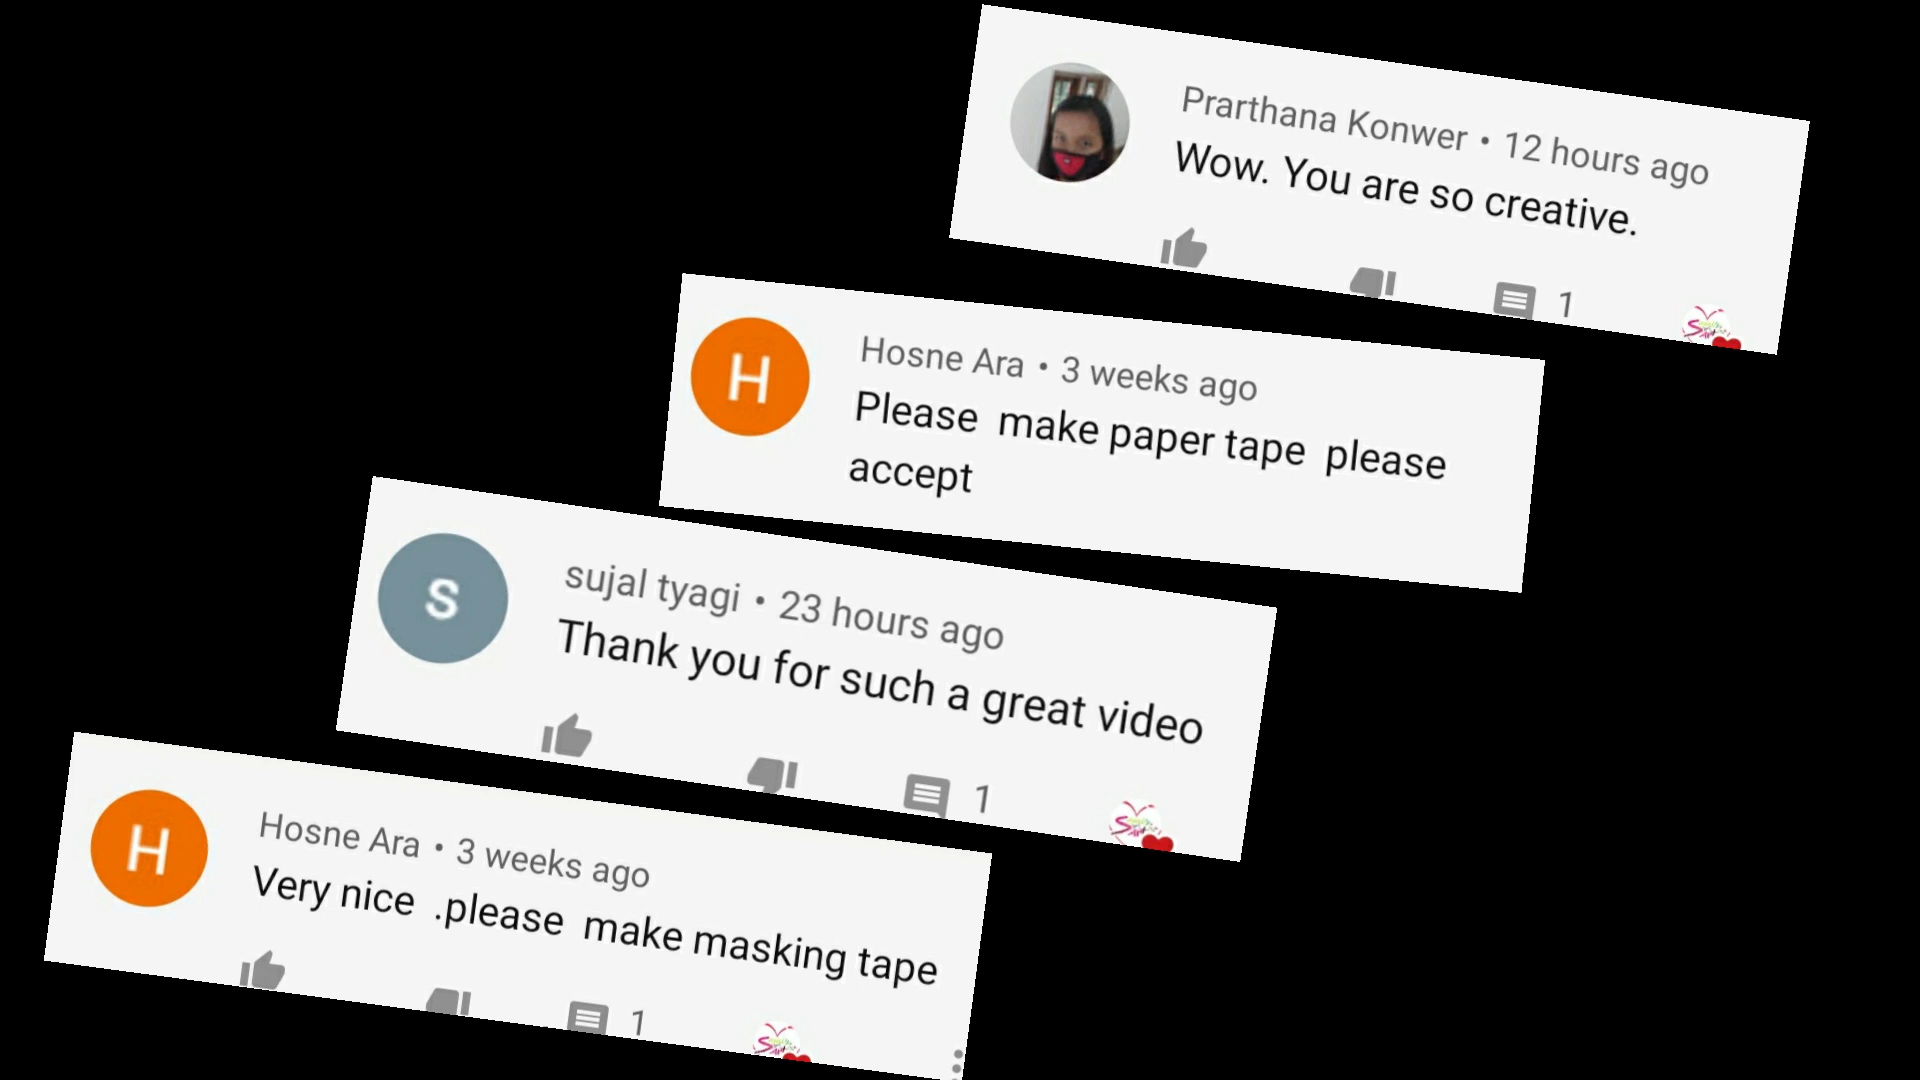 Prarthana Konwer • 12 hours ago
Wow. You are so creative.
1
H
Hosne Ara • 3 weeks ago
Please make paper tape please
accept
s
sujal tyagi • 23 hours ago
Thank you for such a great video
1
H
Hosne Ara • 3 weeks ago
Very nice .please make masking tape
1